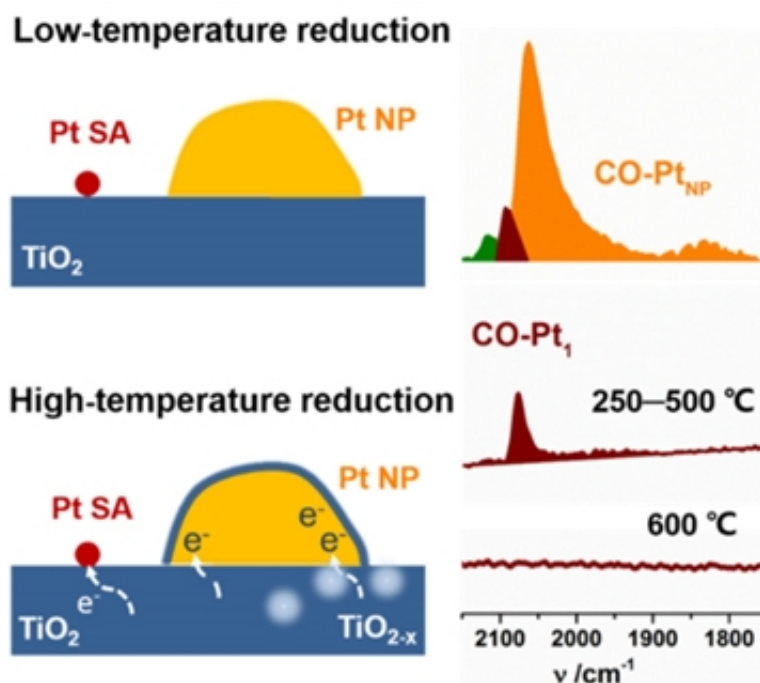 Low-temperature reduction
Pt SA
Pt NP
TiO₂
CO-Pt_NP
CO-Pt₁
250–500 ℃
High-temperature reduction
Pt NP
Pt SA
e⁻
e⁻
e⁻
e⁻
TiO₂
TiO₂₋ₓ
600 ℃
2100 2000 1900 1800
ν /cm⁻¹